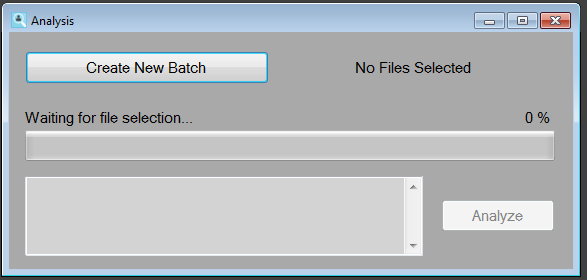 Analysis
Create New Batch
No Files Selected
Waiting for file selection...
0 %
Analyze